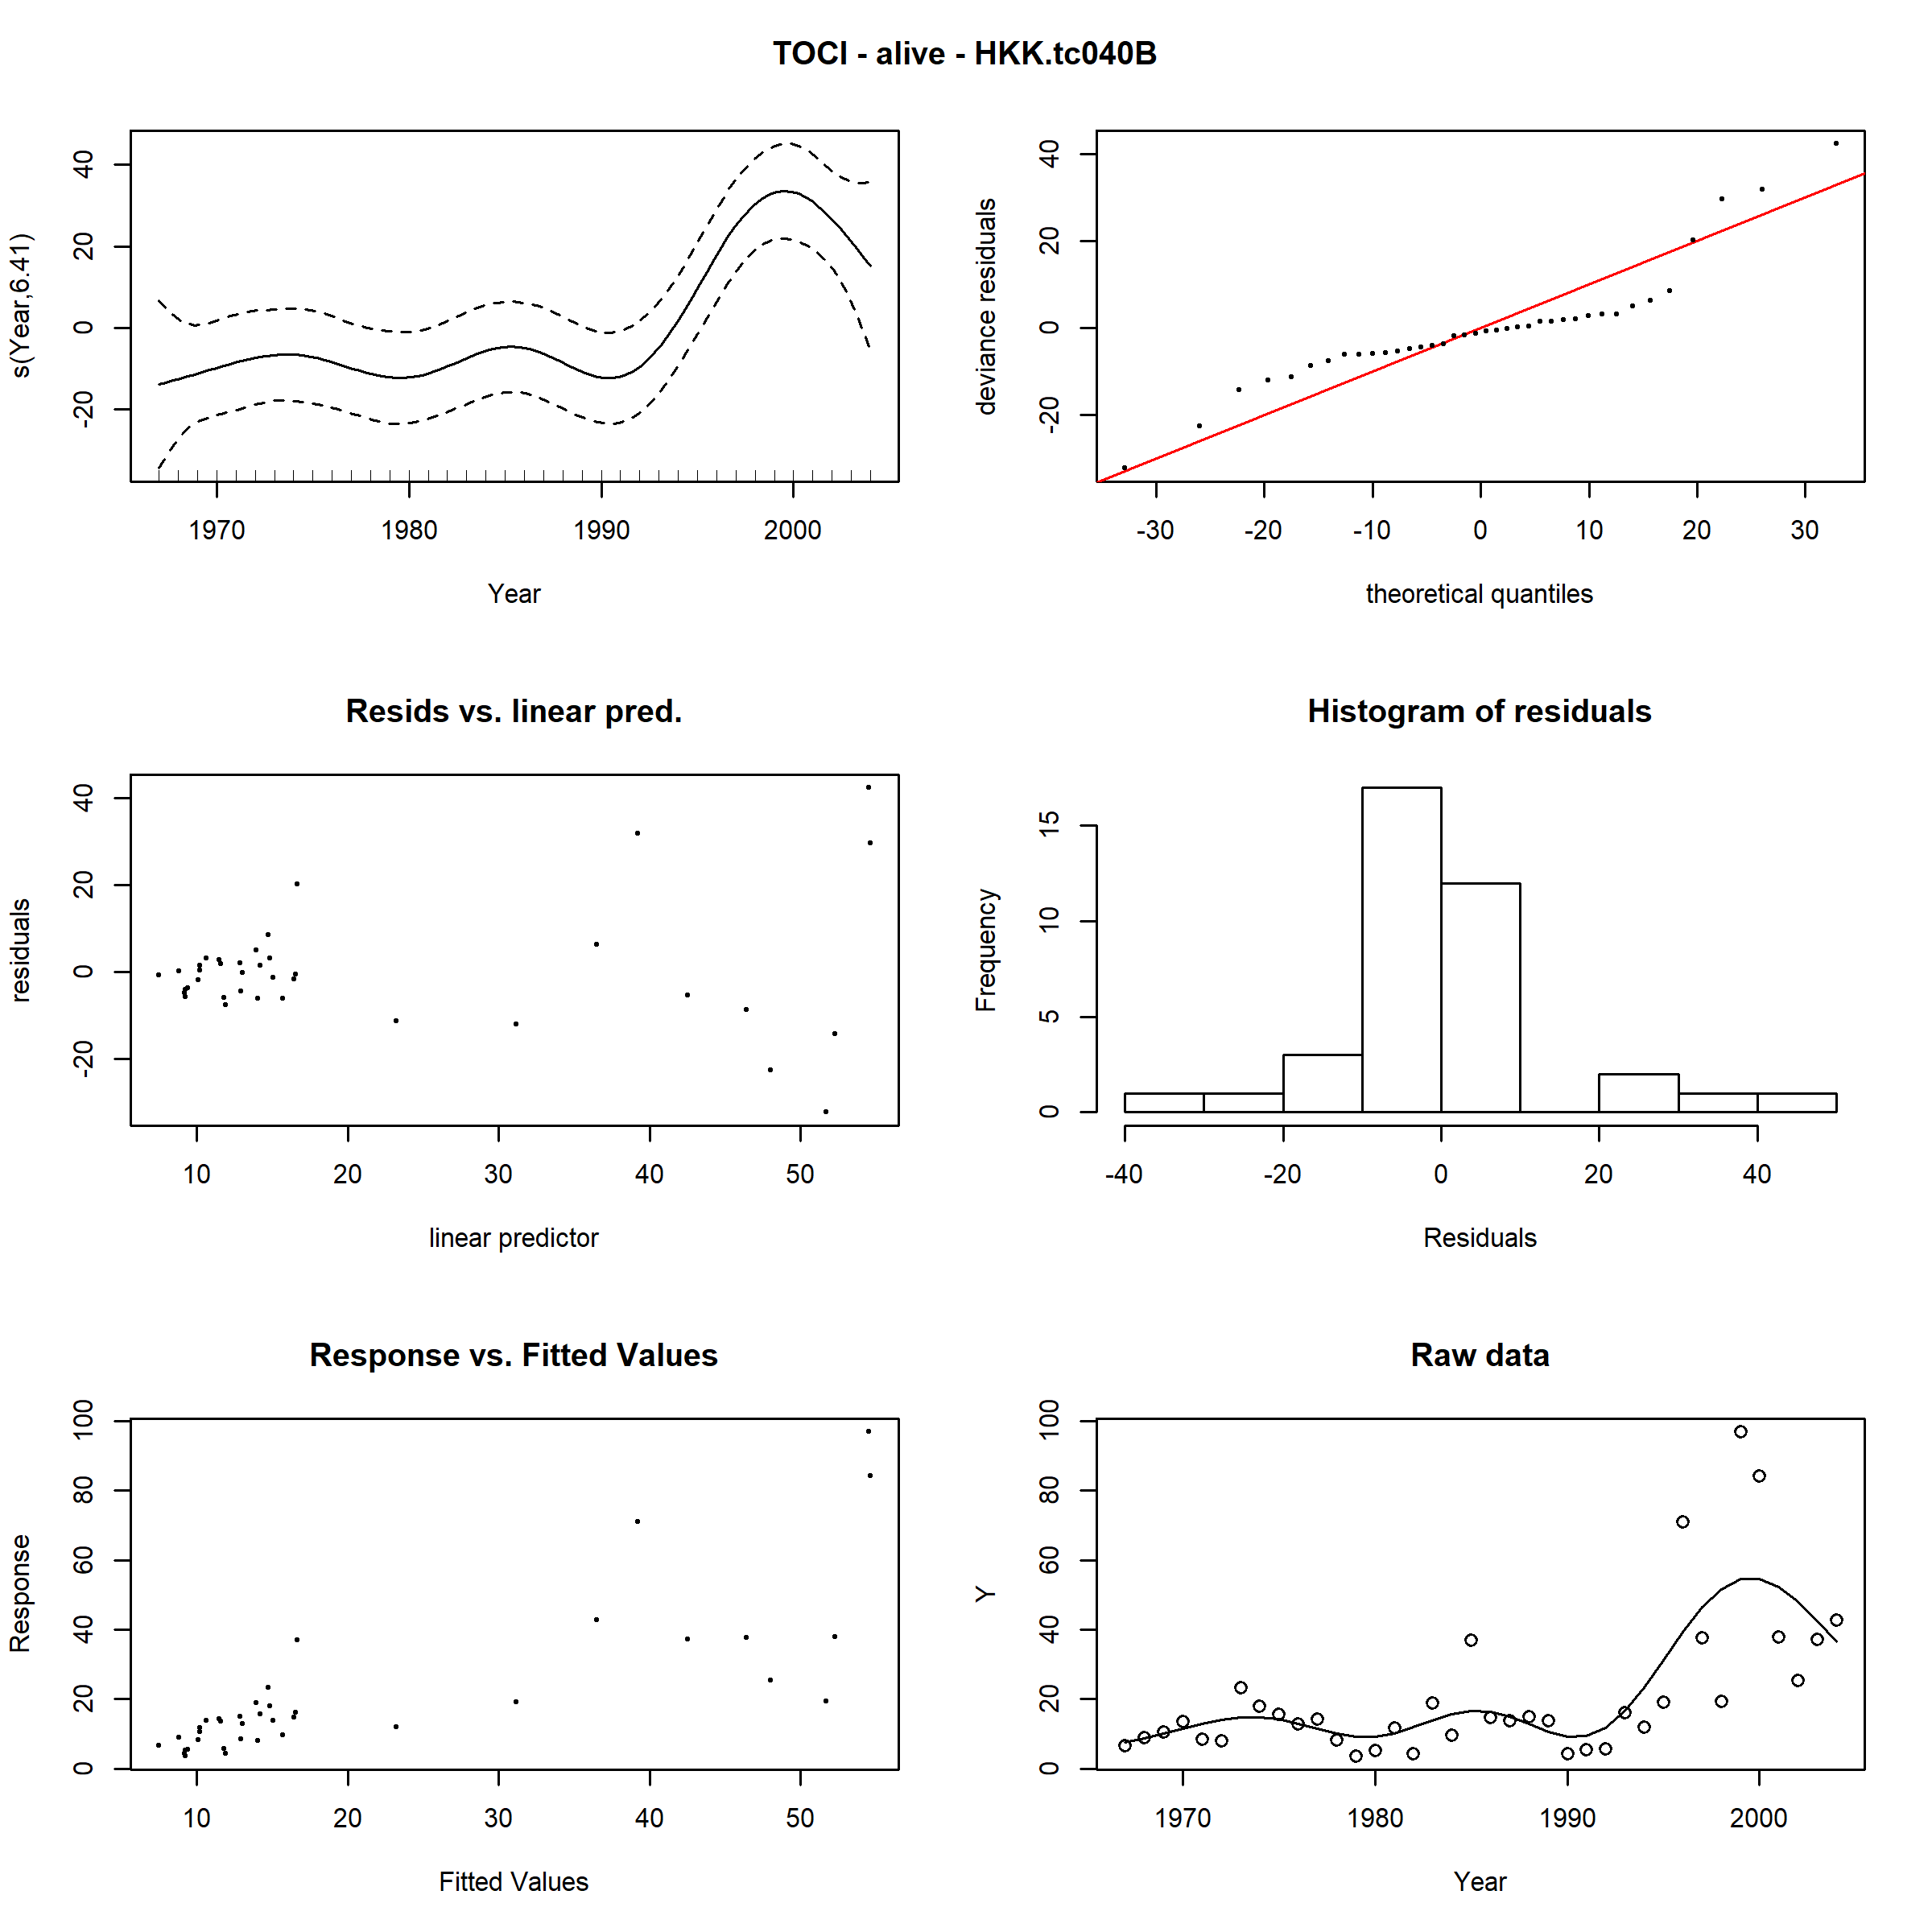 TOCI - alive - HKK.tc040B
s(Year,6.41)
-20 0 20 40
1970 1980 1990 2000
Year
deviance residuals
-20 0 20 40
-30 -20 -10 0 10 20 30
theoretical quantiles
Resids vs. linear pred.
residuals
-20 0 20 40
10 20 30 40 50
linear predictor
Histogram of residuals
Frequency
0 5 10 15
-40 -20 0 20 40
Residuals
Response vs. Fitted Values
Response
0 20 40 60 80 100
10 20 30 40 50
Fitted Values
Raw data
Y
0 20 40 60 80 100
1970 1980 1990 2000
Year